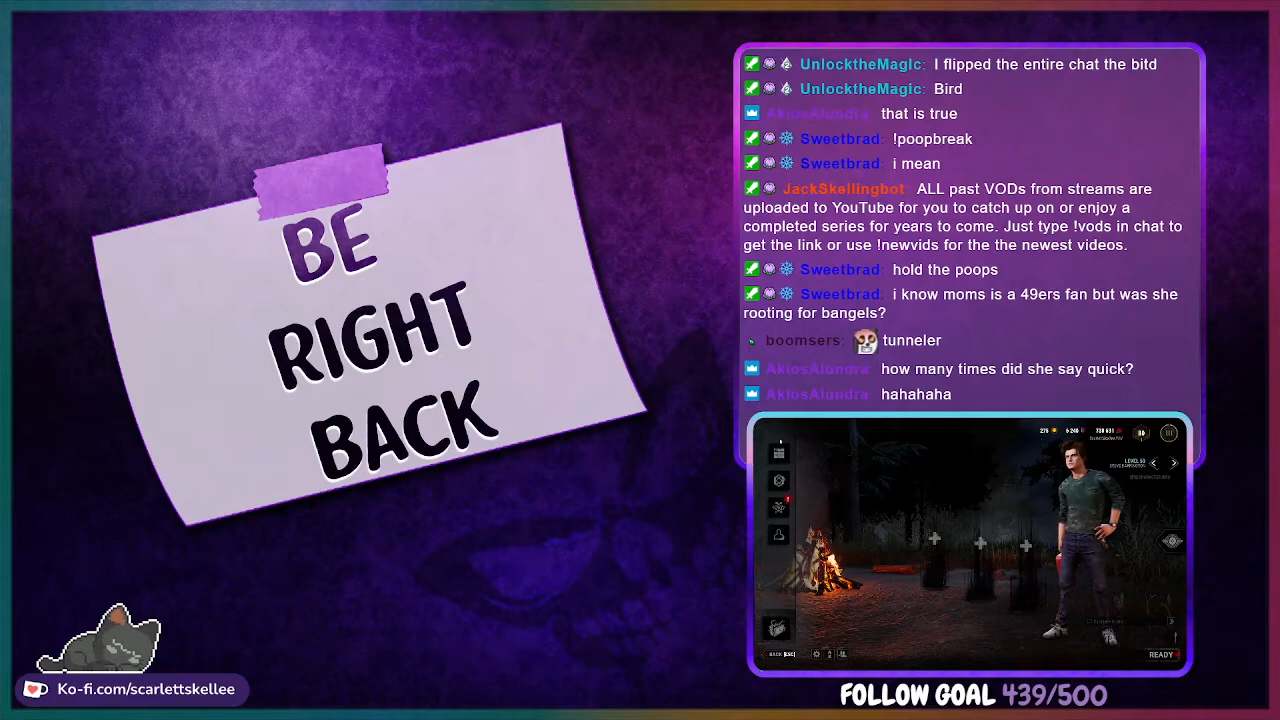 BE
RIGHT
BACK
UnlocktheMagIc: I flipped the entire chat the bitd
UnlocktheMagIc: Bird
AkiosAlundra: that is true
Sweetbrad: !poopbreak
Sweetbrad: i mean
JackSkellingbot: ALL past VODs from streams are
uploaded to YouTube for you to catch up on or enjoy a
completed series for years to come. Just type !vods in chat to
get the link or use !newvids for the the newest videos.
Sweetbrad: hold the poops
Sweetbrad: i know moms is a 49ers fan but was she
rooting for bangels?
boomsers: tunneler
AkiosAlundra: how many times did she say quick?
AkiosAlundra: hahahaha
LEVEL 50
BACK [ESC]
READY
Ko-fi.com/scarlettskellee
FOLLOW GOAL 439/500